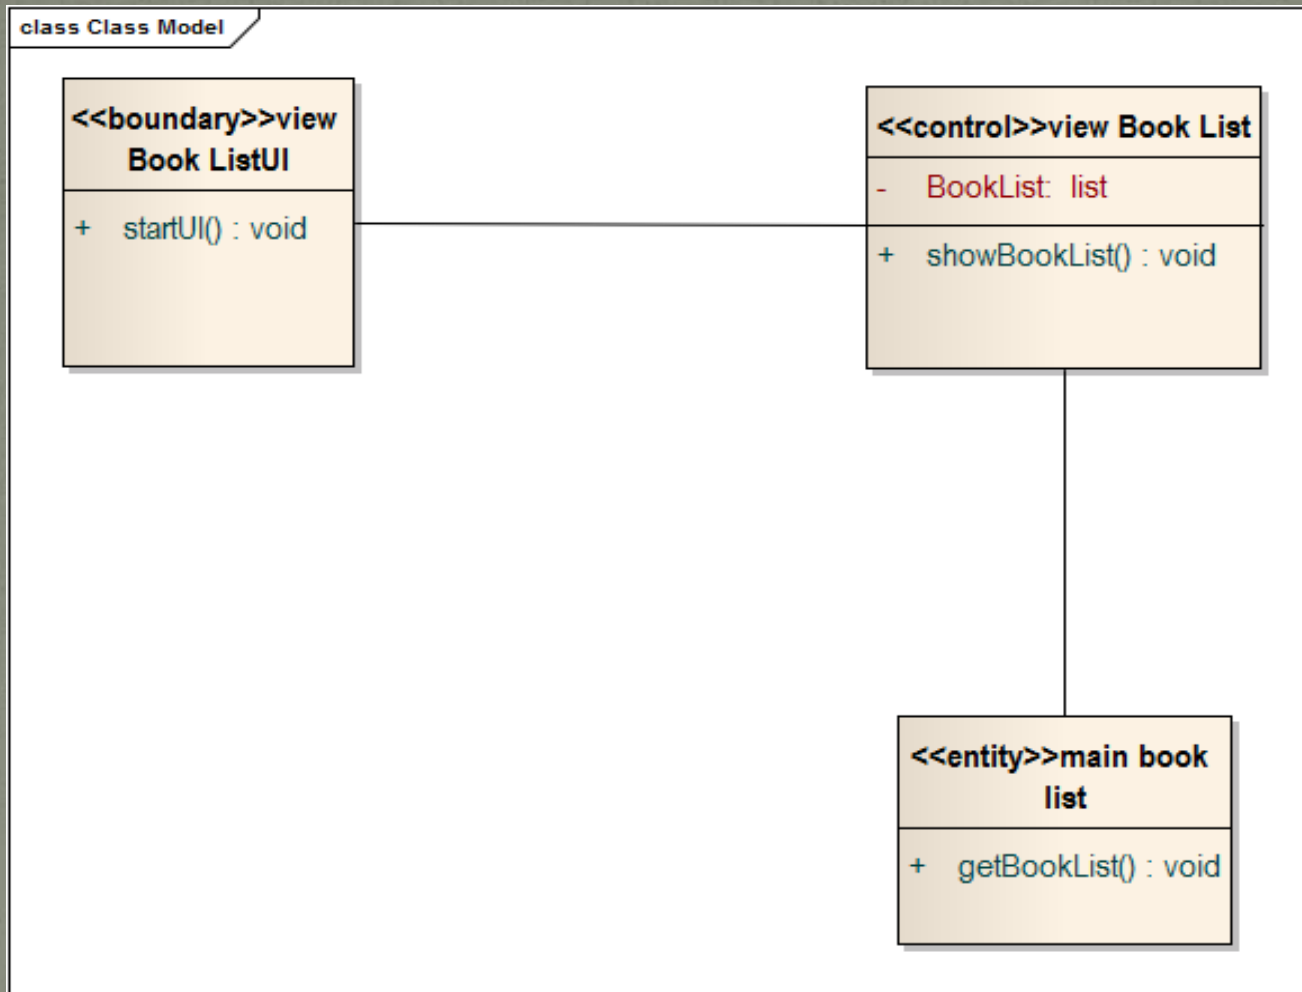 class Class Model
<<boundary>>view
Book ListUI
+ startUI() : void
<<control>>view Book List
- BookList: list
+ showBookList() : void
<<entity>>main book
list
+ getBookList() : void